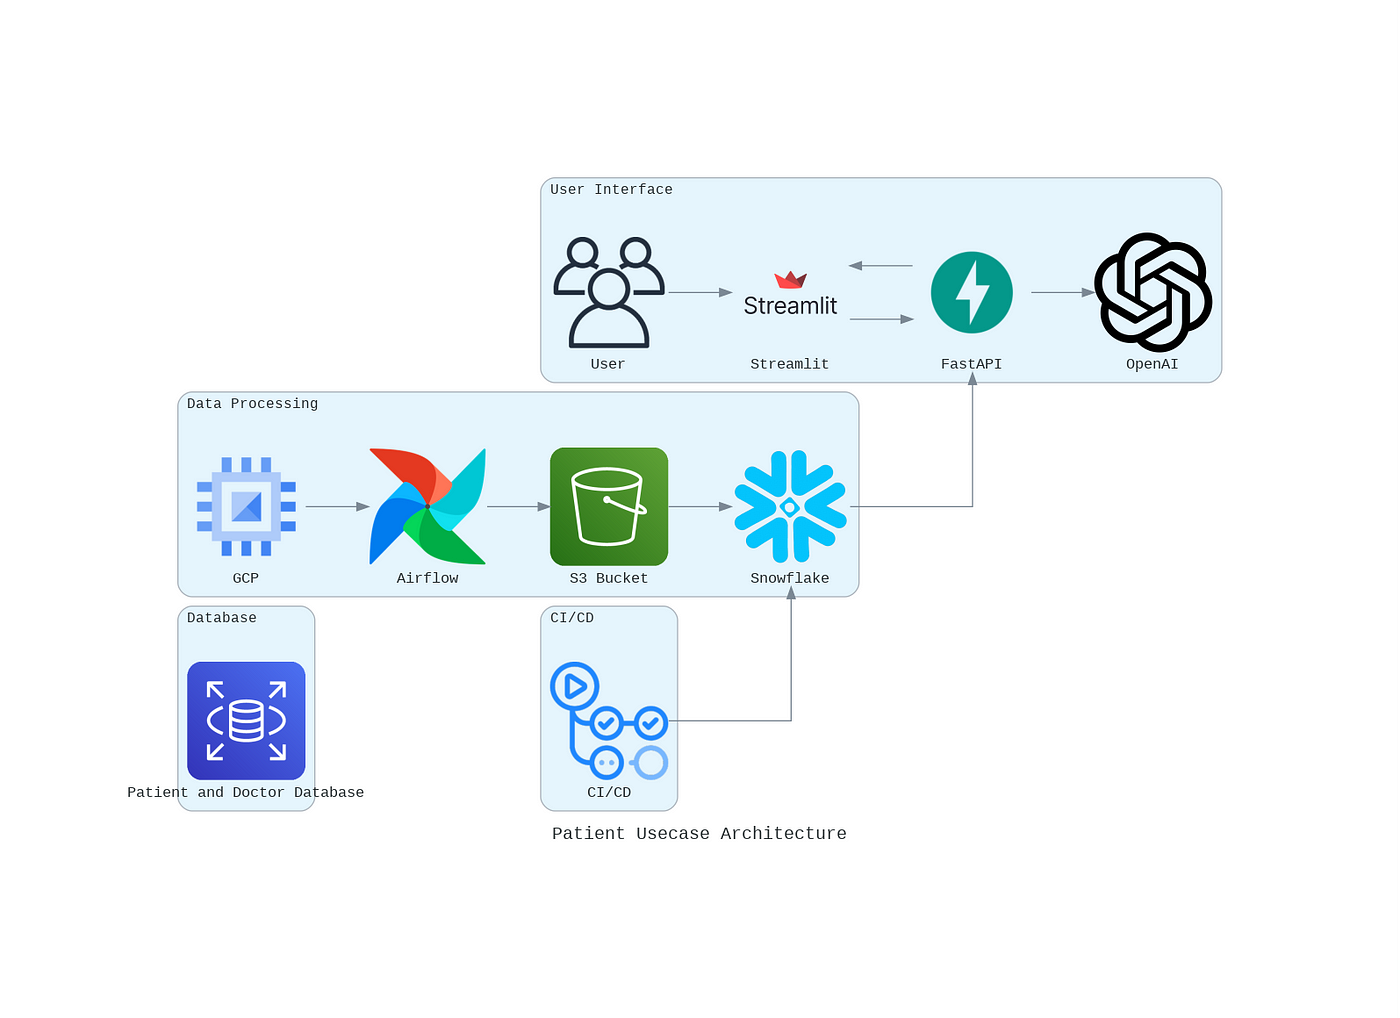 User Interface
Streamlit
User
Streamlit
FastAPI
OpenAI
Data Processing
GCP
Airflow
S3 Bucket
Snowflake
Database
Patient and Doctor Database
CI/CD
CI/CD
Patient Usecase Architecture